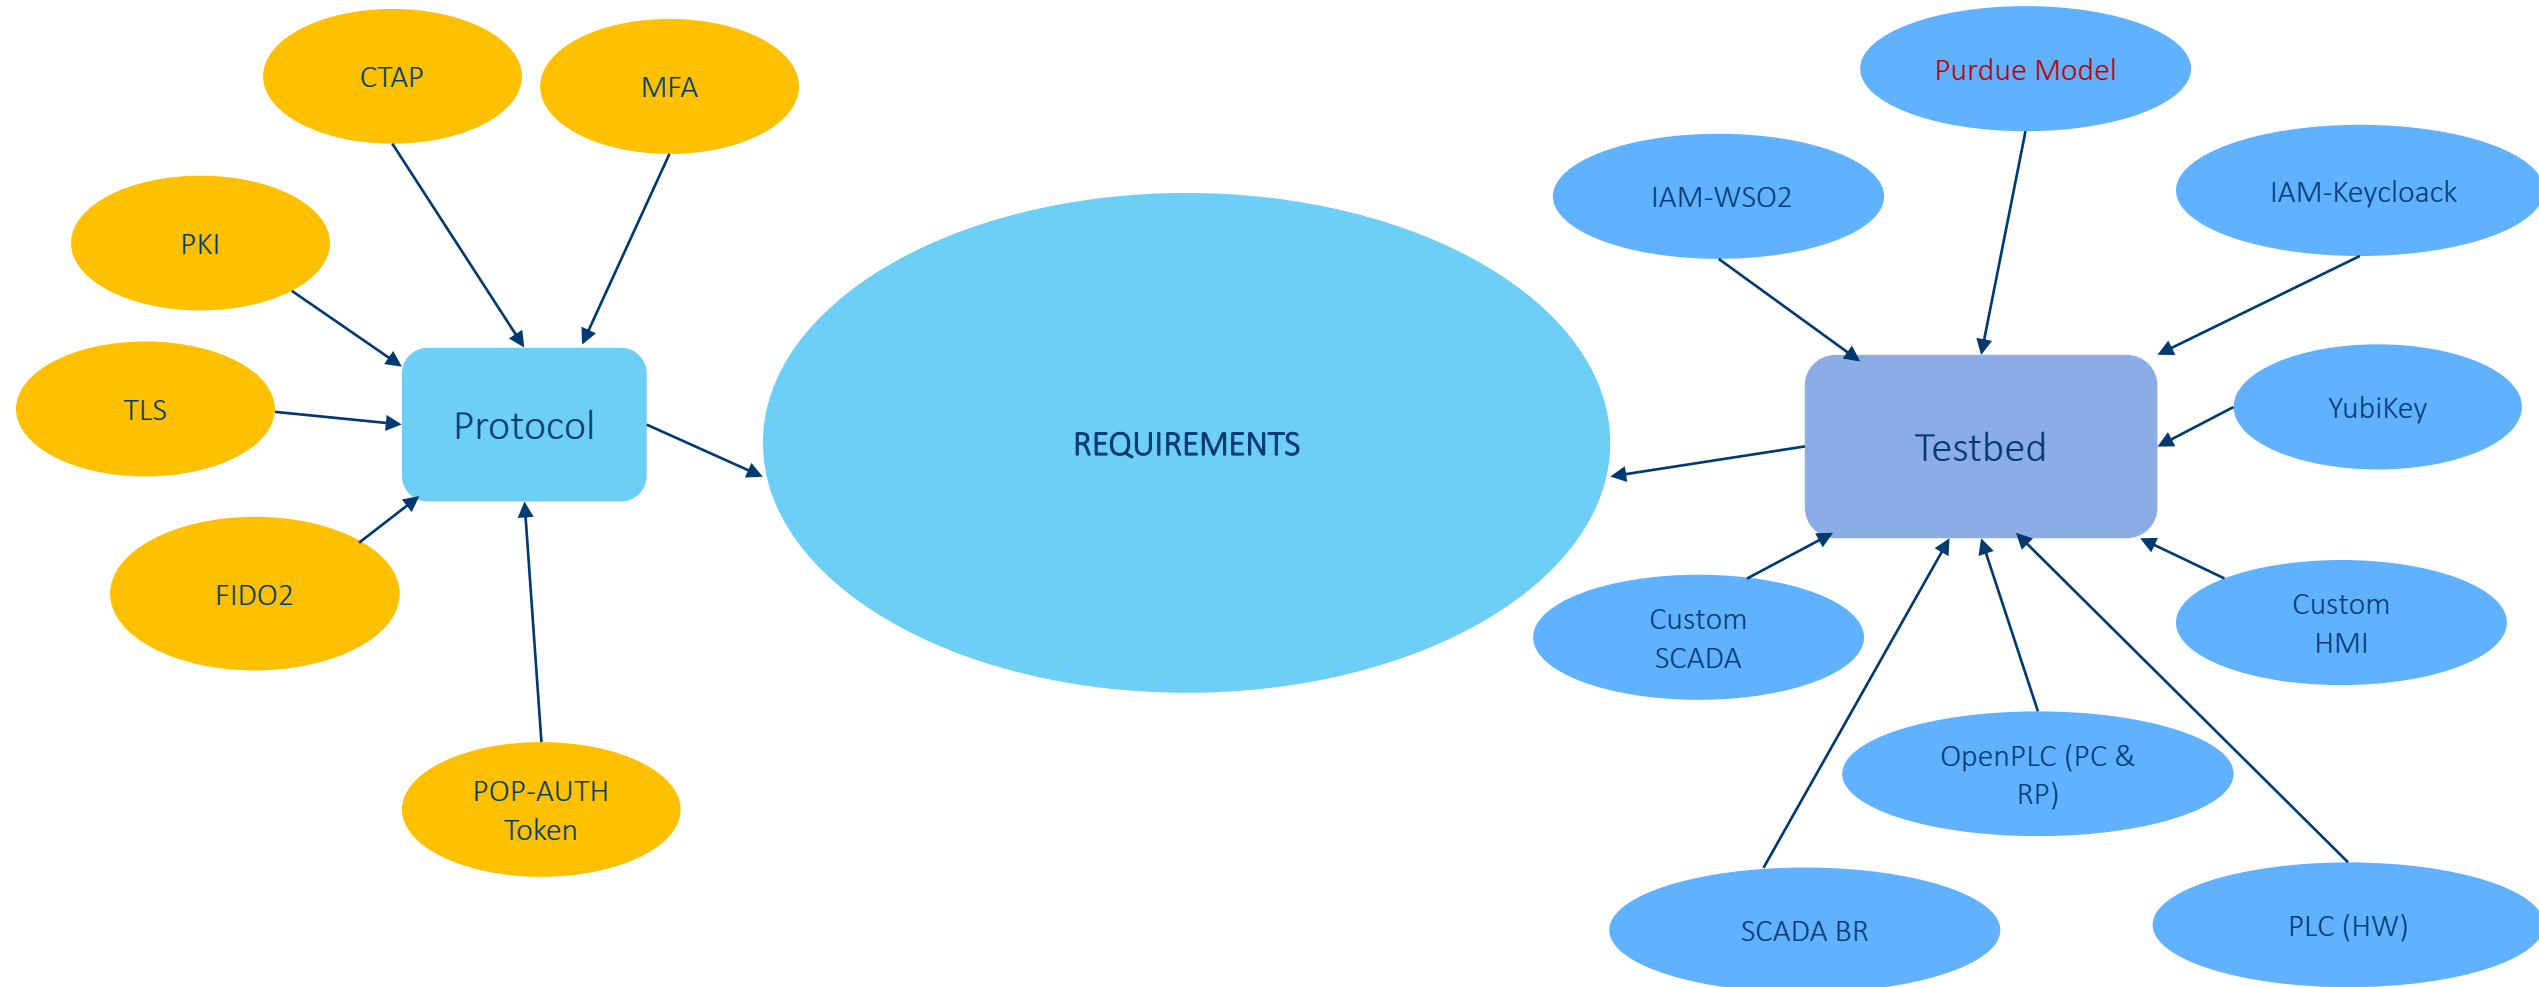 CTAP
MFA
PKI
TLS
Protocol
FIDO2
POP-AUTH
Token
REQUIREMENTS
Purdue Model
IAM-WSO2
IAM-Keycloack
YubiKey
Testbed
Custom
SCADA
Custom
HMI
OpenPLC (PC &
RP)
SCADA BR
PLC (HW)